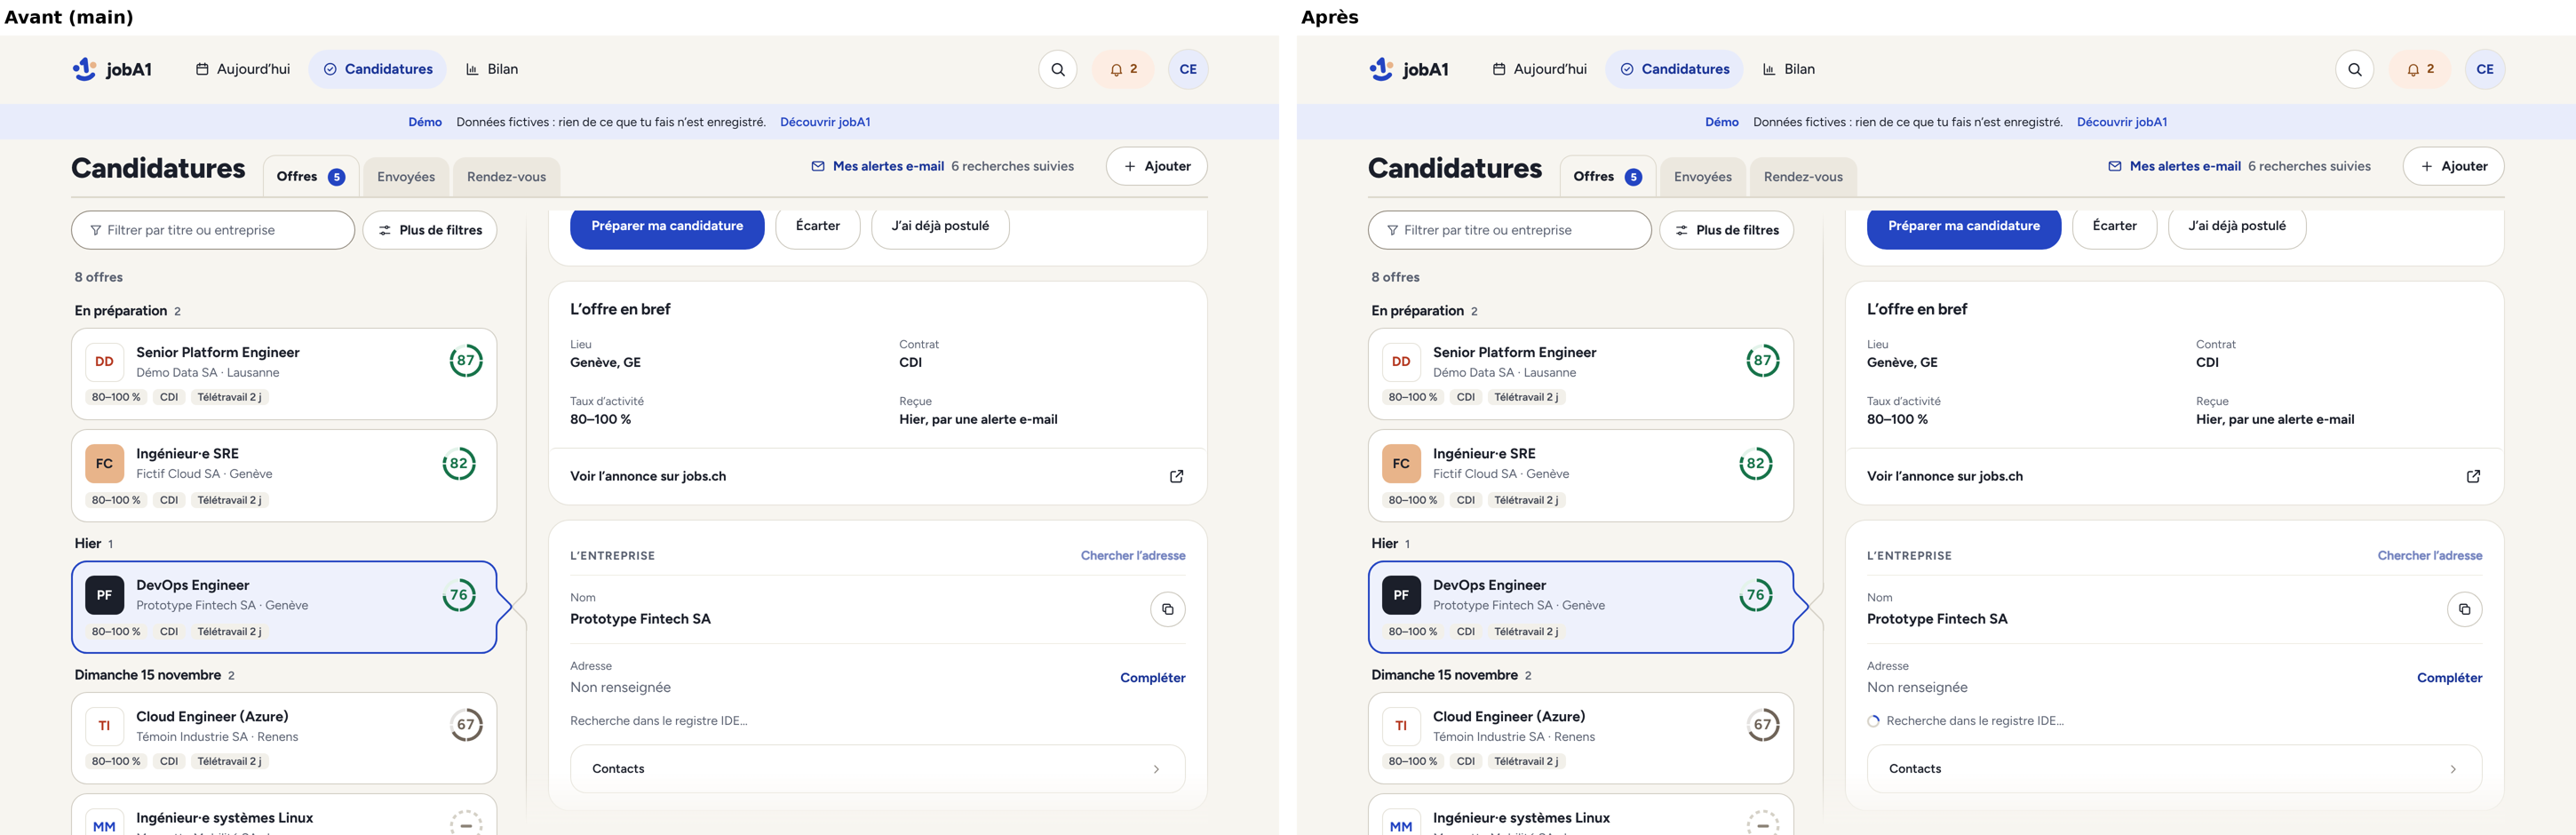 Avant (main)
jobA1
Aujourd’hui
Candidatures
Bilan
2
CE
Démo Données fictives : rien de ce que tu fais n’est enregistré. Découvrir jobA1
Candidatures
Offres 5
Envoyées
Rendez-vous
Mes alertes e-mail 6 recherches suivies
Ajouter
Filtrer par titre ou entreprise
Plus de filtres
8 offres
En préparation 2
DD
Senior Platform Engineer
Démo Data SA · Lausanne
87
80–100 % CDI Télétravail 2 j
FC
Ingénieur·e SRE
Fictif Cloud SA · Genève
82
80–100 % CDI Télétravail 2 j
Hier 1
PF
DevOps Engineer
Prototype Fintech SA · Genève
76
80–100 % CDI Télétravail 2 j
Dimanche 15 novembre 2
TI
Cloud Engineer (Azure)
Témoin Industrie SA · Renens
67
80–100 % CDI Télétravail 2 j
MM
Ingénieur·e systèmes Linux
Préparer ma candidature
Écarter
J’ai déjà postulé
L’offre en bref
Lieu
Genève, GE
Contrat
CDI
Taux d’activité
80–100 %
Reçue
Hier, par une alerte e-mail
Voir l’annonce sur jobs.ch
L’ENTREPRISE
Chercher l’adresse
Nom
Prototype Fintech SA
Adresse
Non renseignée
Compléter
Recherche dans le registre IDE…
Contacts
Après
jobA1
Aujourd’hui
Candidatures
Bilan
2
CE
Démo Données fictives : rien de ce que tu fais n’est enregistré. Découvrir jobA1
Candidatures
Offres 5
Envoyées
Rendez-vous
Mes alertes e-mail 6 recherches suivies
Ajouter
Filtrer par titre ou entreprise
Plus de filtres
8 offres
En préparation 2
DD
Senior Platform Engineer
Démo Data SA · Lausanne
87
80–100 % CDI Télétravail 2 j
FC
Ingénieur·e SRE
Fictif Cloud SA · Genève
82
80–100 % CDI Télétravail 2 j
Hier 1
PF
DevOps Engineer
Prototype Fintech SA · Genève
76
80–100 % CDI Télétravail 2 j
Dimanche 15 novembre 2
TI
Cloud Engineer (Azure)
Témoin Industrie SA · Renens
67
80–100 % CDI Télétravail 2 j
MM
Ingénieur·e systèmes Linux
Préparer ma candidature
Écarter
J’ai déjà postulé
L’offre en bref
Lieu
Genève, GE
Contrat
CDI
Taux d’activité
80–100 %
Reçue
Hier, par une alerte e-mail
Voir l’annonce sur jobs.ch
L’ENTREPRISE
Chercher l’adresse
Nom
Prototype Fintech SA
Adresse
Non renseignée
Compléter
Recherche dans le registre IDE…
Contacts